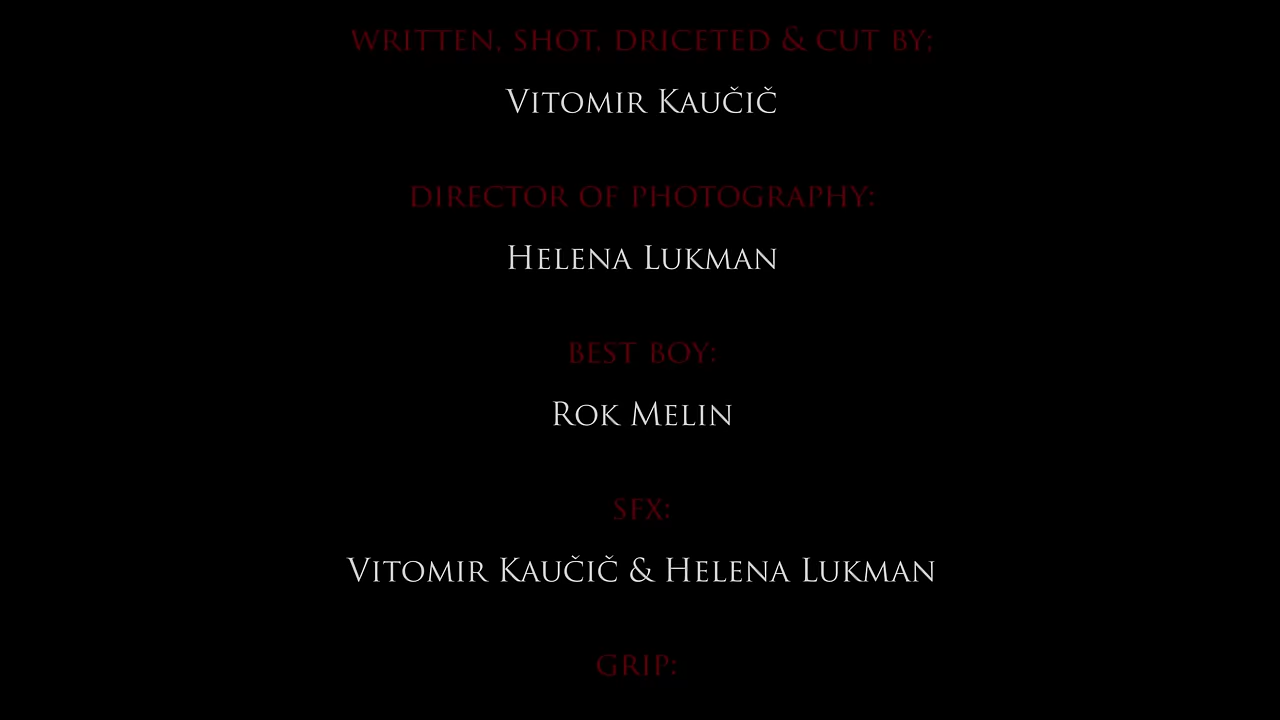 WRITTEN, SHOT, DRICETED & CUT BY:
VITOMIR KAUČIČ
DIRECTOR OF PHOTOGRAPHY:
HELENA LUKMAN
BEST BOY:
ROK MELIN
SFX:
VITOMIR KAUČIČ & HELENA LUKMAN
GRIP: